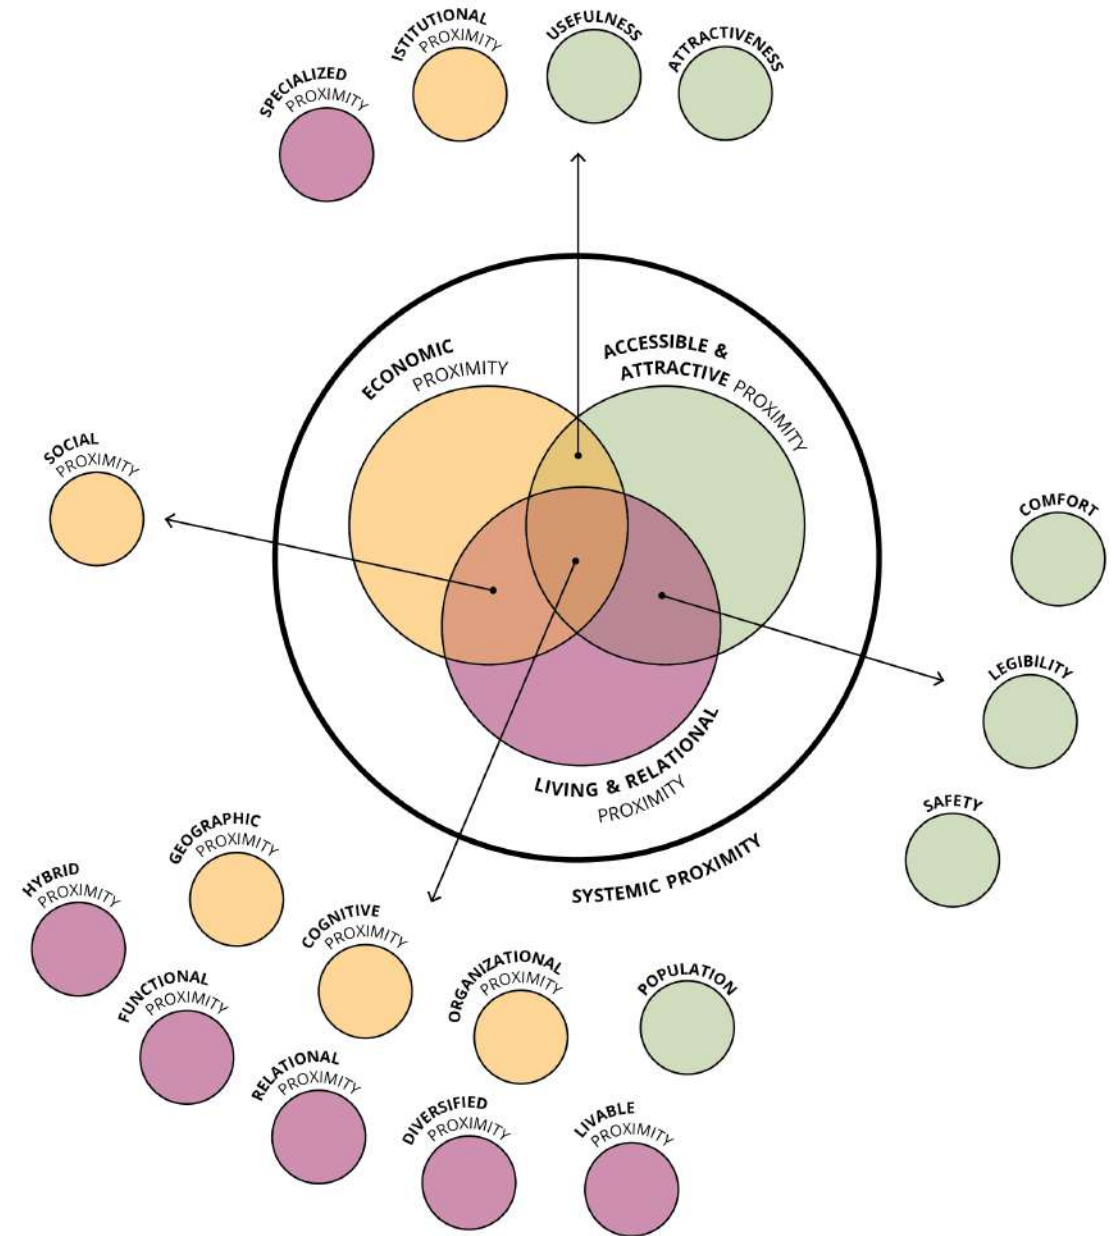 ISTITUTIONAL
PROXIMITY
USEFULNESS
ATTRACTIVENESS
SPECIALIZED
PROXIMITY
ECONOMIC
PROXIMITY
ACCESSIBLE &
ATTRACTIVE PROXIMITY
SOCIAL
PROXIMITY
COMFORT
LEGIBILITY
SAFETY
LIVING & RELATIONAL
PROXIMITY
SYSTEMIC PROXIMITY
GEOGRAPHIC
PROXIMITY
HYBRID
PROXIMITY
COGNITIVE
PROXIMITY
ORGANIZATIONAL
PROXIMITY
POPULATION
FUNCTIONAL
PROXIMITY
RELATIONAL
PROXIMITY
DIVERSIFIED
PROXIMITY
LIVABLE
PROXIMITY